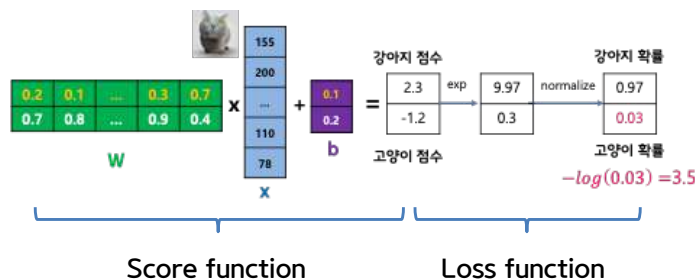 강아지 점수
강아지 확률
0.2 0.1 ... 0.3 0.7
0.7 0.8 ... 0.9 0.4
W
x
155
200
...
110
78
x
+
0.1
0.2
b
=
2.3
-1.2
고양이 점수
exp
9.97
0.3
normalize
0.97
0.03
고양이 확률
−log(0.03) =3.5
Score function
Loss function